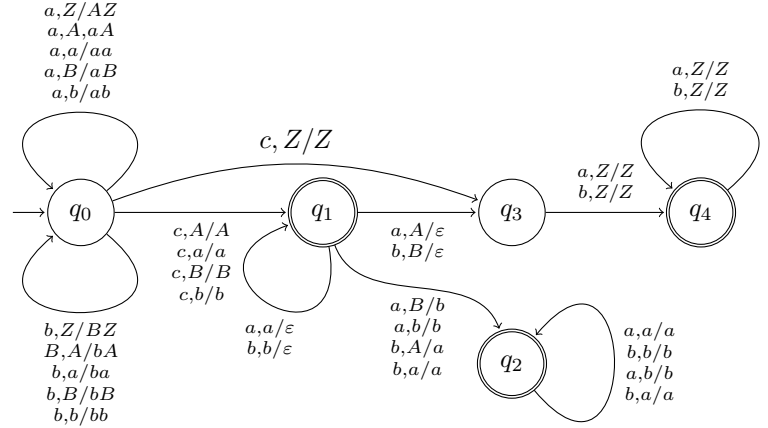 a,Z/AZ
a,A,aA
a,a/aa
a,B/aB
a,b/ab
a,Z/Z
b,Z/Z
c, Z/Z
a,Z/Z
b,Z/Z
q₀
q₁
q₃
q₄
c,A/A
c,a/a
c,B/B
c,b/b
a,A/ε
b,B/ε
b,Z/BZ
B,A/bA
b,a/ba
b,B/bB
b,b/bb
a,a/ε
b,b/ε
a,B/b
a,b/b
b,A/a
b,a/a
q₂
a,a/a
b,b/b
a,b/b
b,a/a